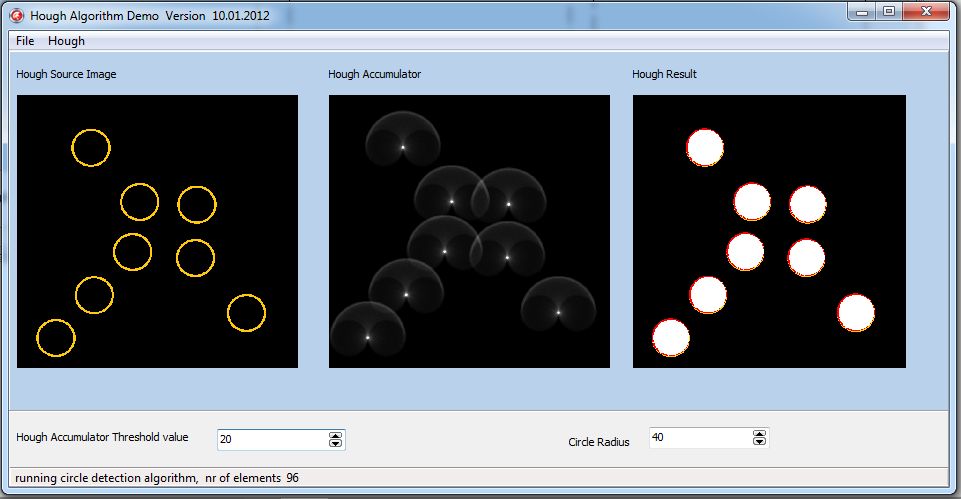 Hough Algorithm Demo Version 10.01.2012
File Hough
Hough Source Image Hough Accumulator Hough Result
Hough Accumulator Threshold value 20 Circle Radius 40
running circle detection algorithm, nr of elements 96